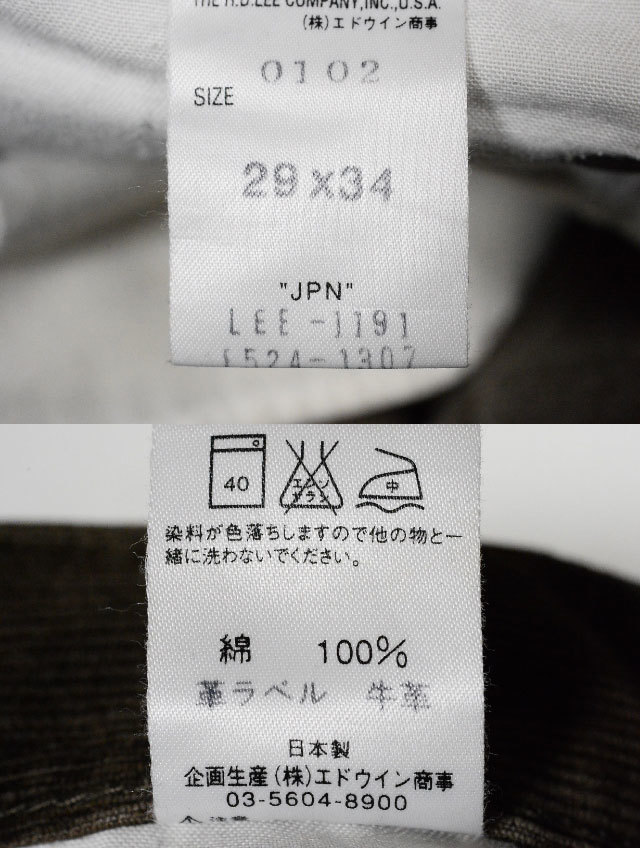 THE H.D.LEE COMPANY,INC.,U.S.A.
(株)エドウイン商事
0102
SIZE
29x34
"JPN"
LEE-1191
1524-1307
40
エンソ
サラシ
中
染料が色落ちしますので他の物と一
緒に洗わないでください。
綿 100%
革ラベル 牛革
日本製
企画生産(株)エドウイン商事
03-5604-8900